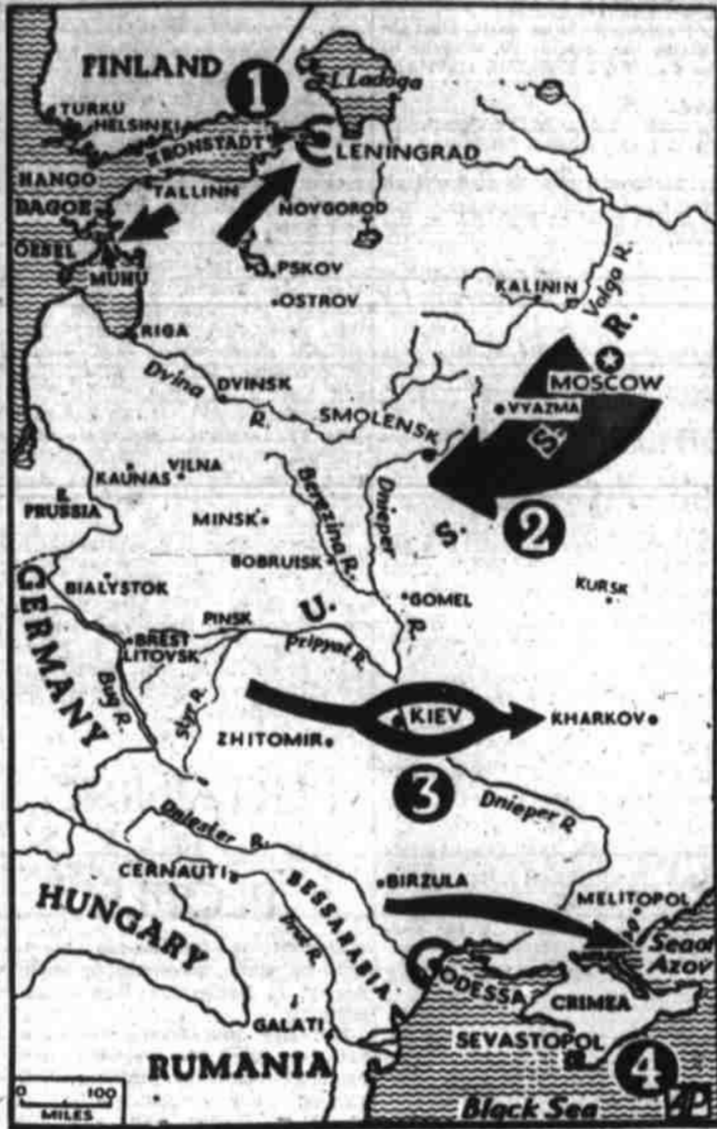 FINLAND
1
L. Ladoga
TURKU
HELSINKI
KRONSTADT
LENINGRAD
HANGO
TALLINN
DAGOE
NOVGOROD
OESEL
MUHU
PSKOV
OSTROV
KALININ
Volga R.
RIGA
R.
MOSCOW
Dvina
R.
DVINSK
SMOLENSK
VYAZMA
S.
KAUNAS
VILNA
E.
PRUSSIA
MINSK
Berezina R.
Dnieper
R.
S.
2
BOBRUISK
KURSK
GERMANY
BIALYSTOK
GOMEL
U.
PINSK
BREST
LITOVSK
Pripyat R.
Bug R.
Styr R.
KIEV
KHARKOV
ZHITOMIR
3
Dniester R.
Dnieper R.
CERNAUTI
BESSARABIA
BIRZULA
MELITOPOL
HUNGARY
Prut R.
Sea of
Azov
ODESSA
CRIMEA
GALATI
SEVASTOPOL
RUMANIA
4
0 100
MILES
Black Sea
AP